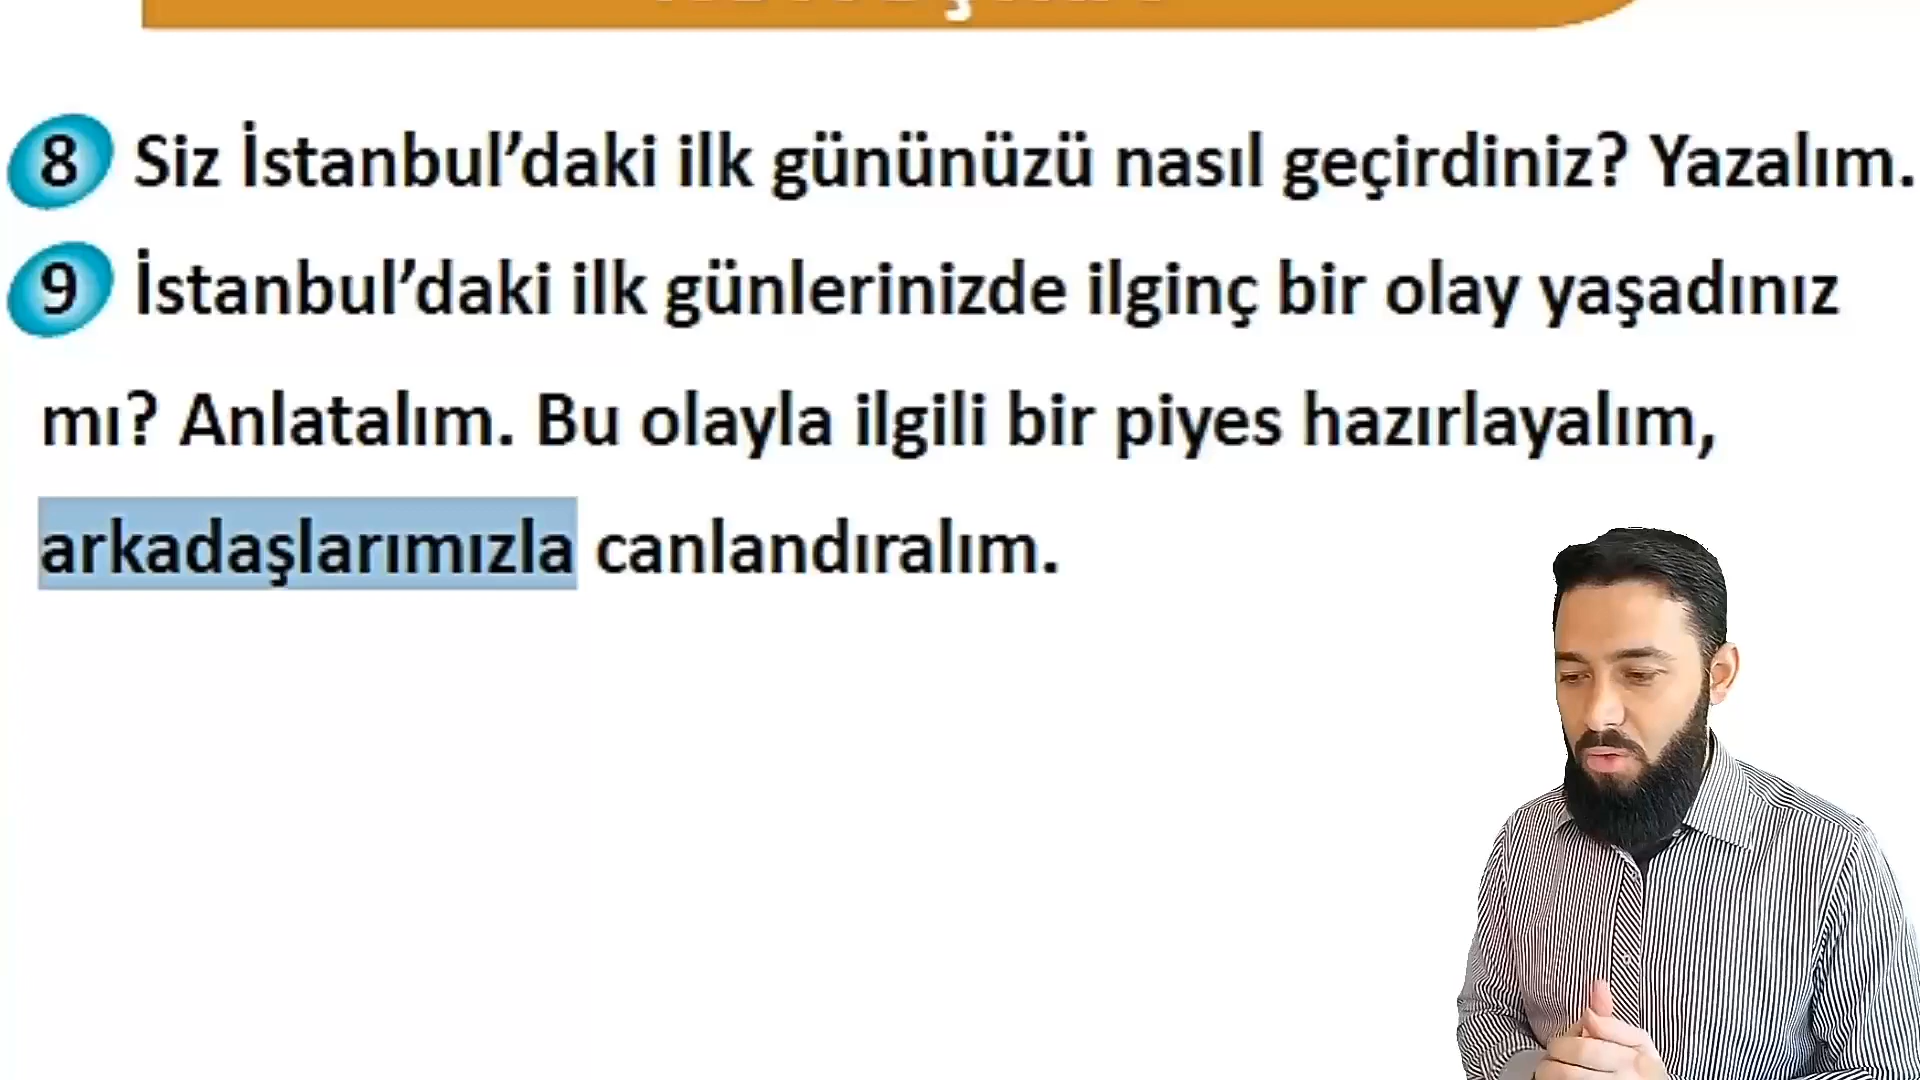 8 Siz İstanbul’daki ilk gününüzü nasıl geçirdiniz? Yazalım.
9 İstanbul’daki ilk günlerinizde ilginç bir olay yaşadınız
mı? Anlatalım. Bu olayla ilgili bir piyes hazırlayalım,
arkadaşlarımızla canlandıralım.